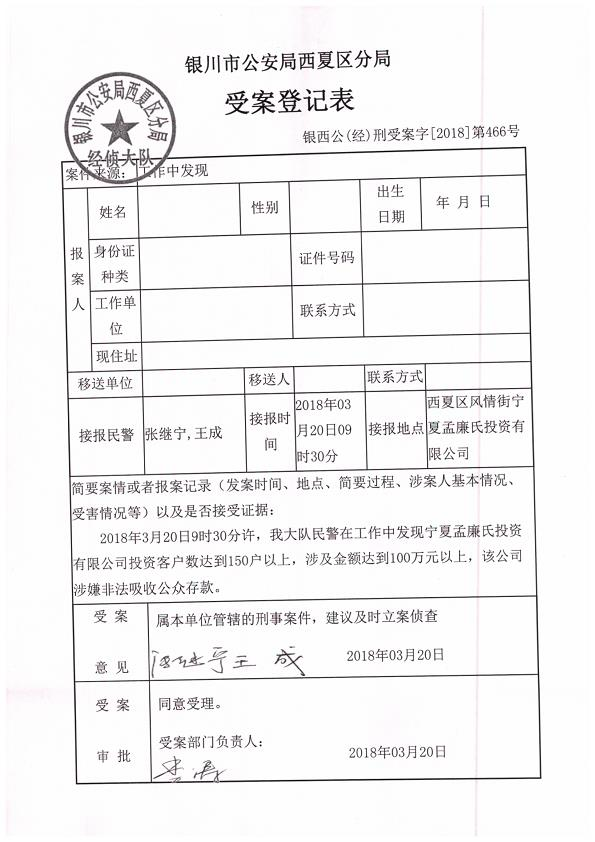 银川市公安局西夏区分局
受案登记表
银西公(经)刑受案字[2018]第466号
银川市公安局西夏区分局
经侦大队
案件来源: 工作中发现
报案人
姓名 性别 出生日期 年 月 日
身份证种类 证件号码
工作单位 联系方式
现住址
移送单位 移送人 联系方式
接报民警 张继宁,王成 接报时间 2018年03月20日09时30分 接报地点 西夏区风情街宁夏孟廉氏投资有限公司
简要案情或者报案记录（发案时间、地点、简要过程、涉案人基本情况、
受害情况等）以及是否接受证据:
2018年3月20日9时30分许，我大队民警在工作中发现宁夏孟廉氏投资
有限公司投资客户数达到150户以上，涉及金额达到100万元以上，该公司
涉嫌非法吸收公众存款。
受案意见
属本单位管辖的刑事案件，建议及时立案侦查
张继宁 王成 2018年03月20日
受案审批
同意受理。
受案部门负责人:
2018年03月20日